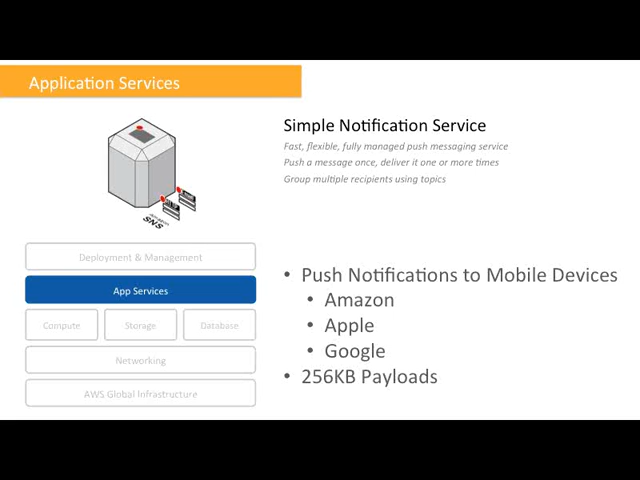 Application Services
Simple Notification Service
Fast, flexible, fully managed push messaging service
Push a message once, deliver it one or more times
Group multiple recipients using topics
amazon
SNS
Deployment & Management
App Services
Compute
Storage
Database
Networking
AWS Global Infrastructure
• Push Notifications to Mobile Devices
• Amazon
• Apple
• Google
• 256KB Payloads